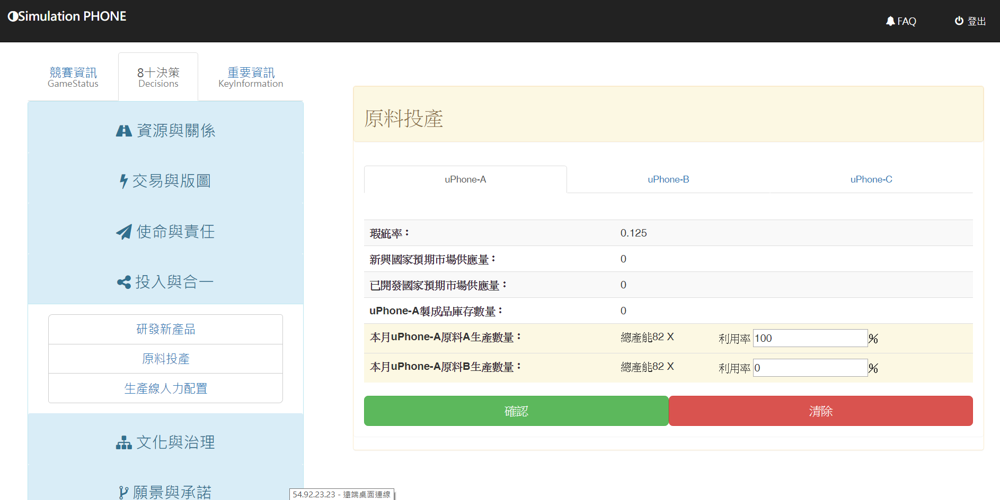 Simulation PHONE
FAQ
登出
競賽資訊
GameStatus
8十決策
Decisions
重要資訊
KeyInformation
資源與關係
交易與版圖
使命與責任
投入與合一
研發新產品
原料投產
生產線人力配置
文化與治理
願景與承諾
原料投產
uPhone-A
uPhone-B
uPhone-C
瑕疵率： 0.125
新興國家預期市場供應量： 0
已開發國家預期市場供應量： 0
uPhone-A製成品庫存數量： 0
本月uPhone-A原料A生產數量： 總產能82 X 利用率 100 %
本月uPhone-A原料B生產數量： 總產能82 X 利用率 0 %
確認
清除
54.92.23.23 - 遠端桌面連線